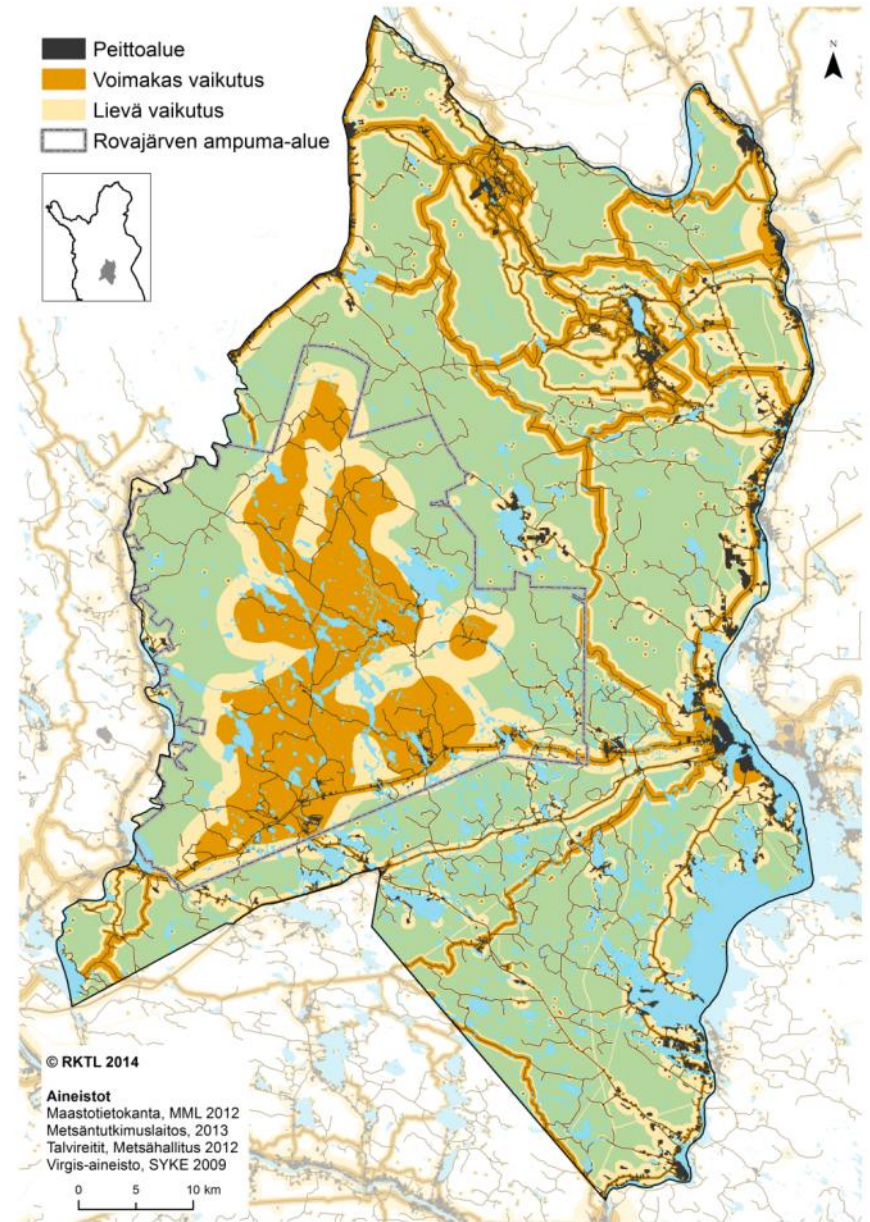 Peittoalue
Voimakas vaikutus
Lievä vaikutus
Rovajärven ampuma-alue
N
© RKTL 2014
Aineistot
Maastotietokanta, MML 2012
Metsäntutkimuslaitos, 2013
Talvireitit, Metsähallitus 2012
Virgis-aineisto, SYKE 2009
0 5 10 km